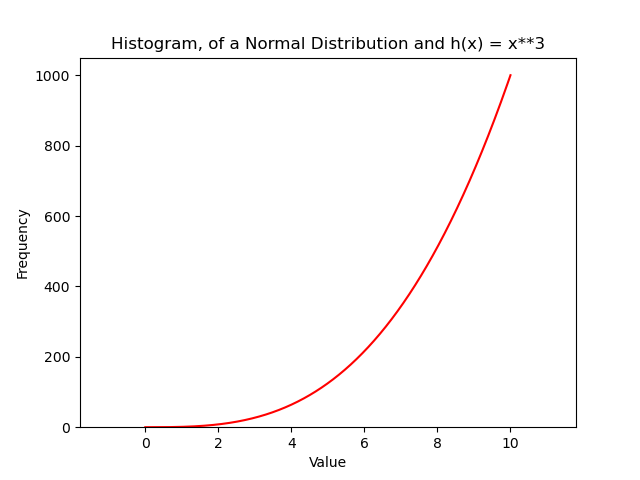 Histogram, of a Normal Distribution and h(x) = x**3
1000
800
600
400
200
0
Frequency
0 2 4 6 8 10
Value